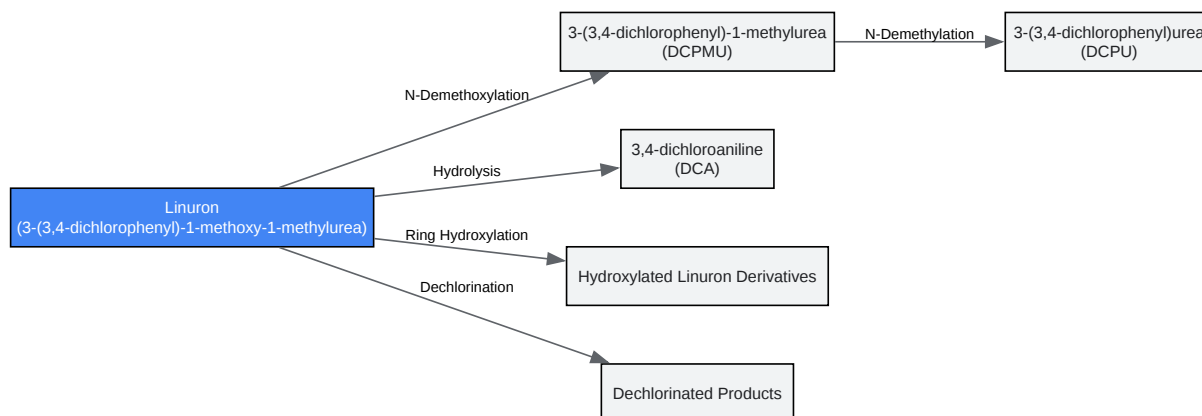 3-(3,4-dichlorophenyl)-1-methylurea
(DCPMU)
N-Demethylation
3-(3,4-dichlorophenyl)urea
(DCPU)
N-Demethoxylation
3,4-dichloroaniline
(DCA)
Hydrolysis
Linuron
(3-(3,4-dichlorophenyl)-1-methoxy-1-methylurea)
Ring Hydroxylation
Hydroxylated Linuron Derivatives
Dechlorination
Dechlorinated Products